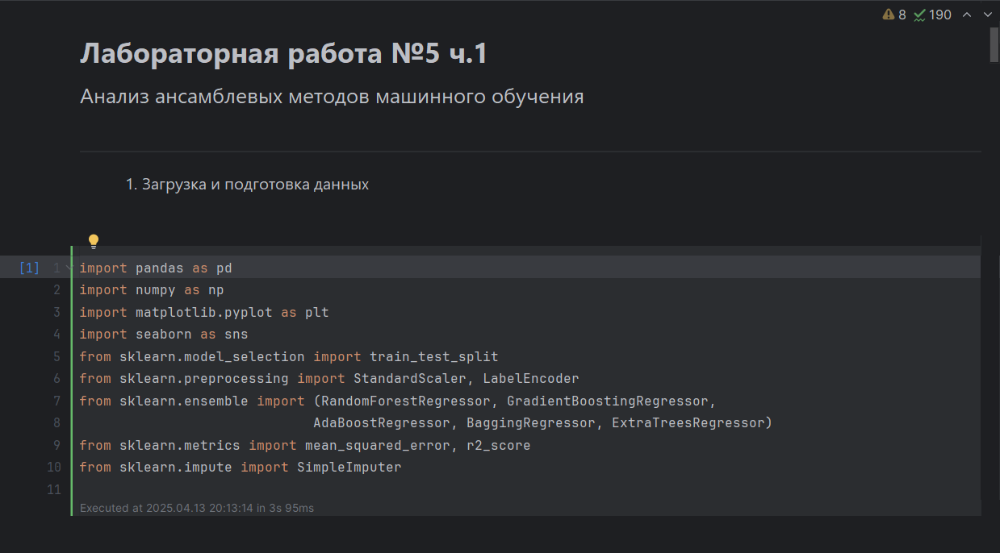 8 190
Лабораторная работа №5 ч.1
Анализ ансамблевых методов машинного обучения
1. Загрузка и подготовка данных
[1] 1 import pandas as pd
2 import numpy as np
3 import matplotlib.pyplot as plt
4 import seaborn as sns
5 from sklearn.model_selection import train_test_split
6 from sklearn.preprocessing import StandardScaler, LabelEncoder
7 from sklearn.ensemble import (RandomForestRegressor, GradientBoostingRegressor,
8 AdaBoostRegressor, BaggingRegressor, ExtraTreesRegressor)
9 from sklearn.metrics import mean_squared_error, r2_score
10 from sklearn.impute import SimpleImputer
11
Executed at 2025.04.13 20:13:14 in 3s 95ms